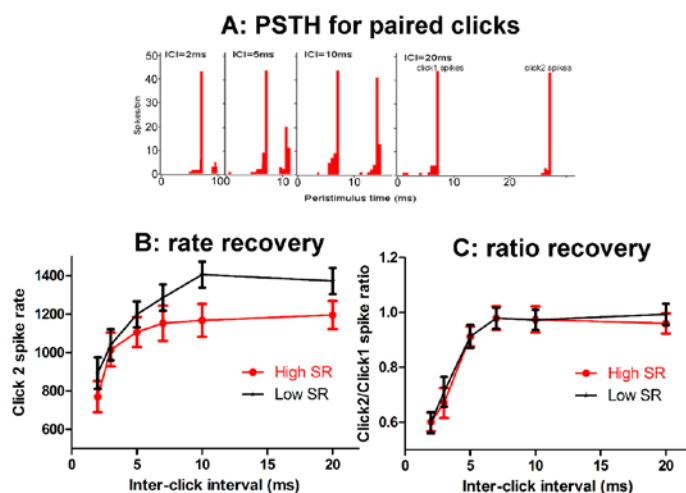 A: PSTH for paired clicks
ICI=2ms ICI=5ms ICI=10ms ICI=20ms
click1 spikes click2 spikes
50
40
30
20
10
0
Spikes/bin
0 100 10 0 10 0 20 40
Peristimulus time (ms)
B: rate recovery
C: ratio recovery
1400
1200
1000
800
600
Click 2 spike rate
High SR
Low SR
0 5 10 15 20
Inter-click interval (ms)
1.2
1.0
0.8
0.6
Click2/Click1 spike ratio
High SR
Low SR
0 5 10 15 20
Inter-click interval (ms)